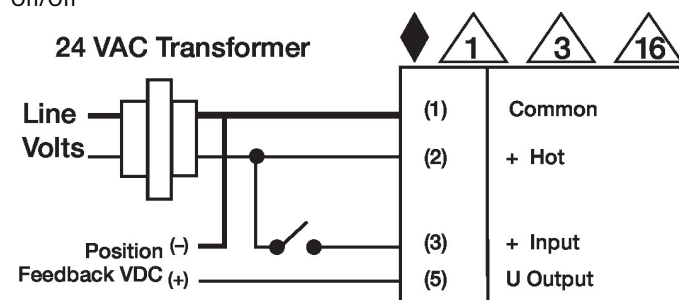 On/Off
24 VAC Transformer
1 3 16
Line
Volts
(1) Common
(2) + Hot
(3) + Input
(5) U Output
Position (–)
Feedback VDC (+)